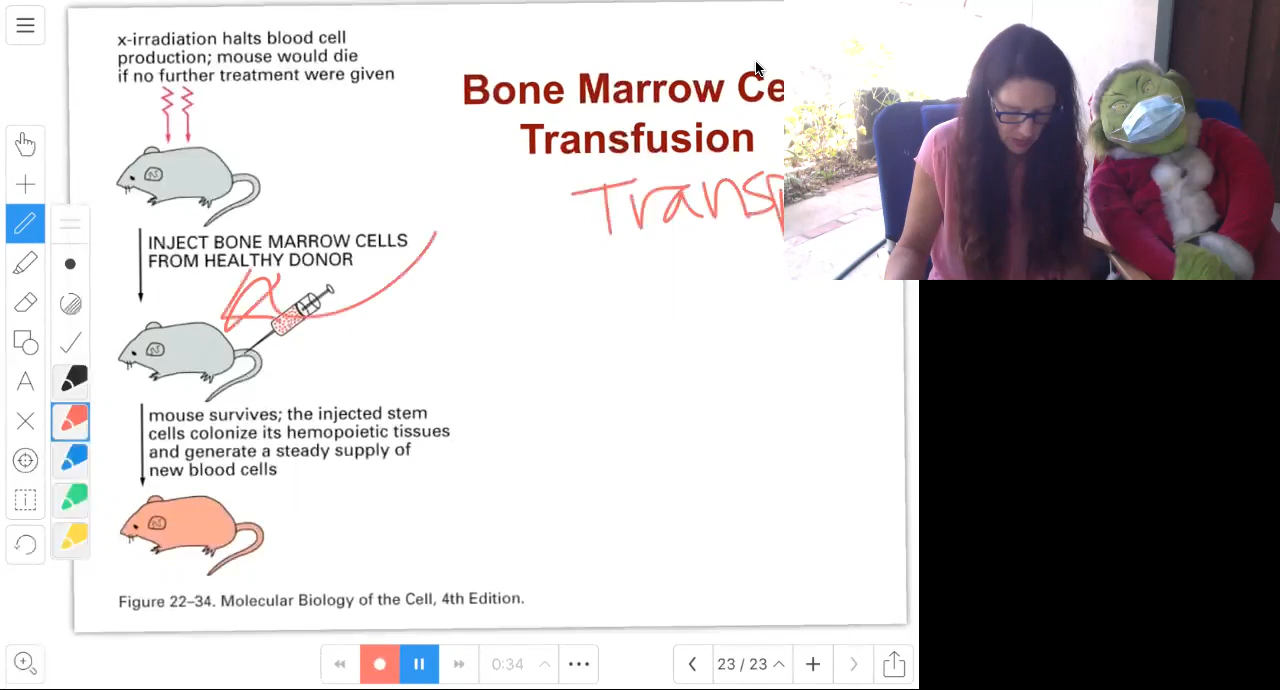 x-irradiation halts blood cell
production; mouse would die
if no further treatment were given
Bone Marrow Ce
Transfusion
Transp
INJECT BONE MARROW CELLS
FROM HEALTHY DONOR
mouse survives; the injected stem
cells colonize its hemopoietic tissues
and generate a steady supply of
new blood cells
Figure 22–34. Molecular Biology of the Cell, 4th Edition.
0:34
23 / 23